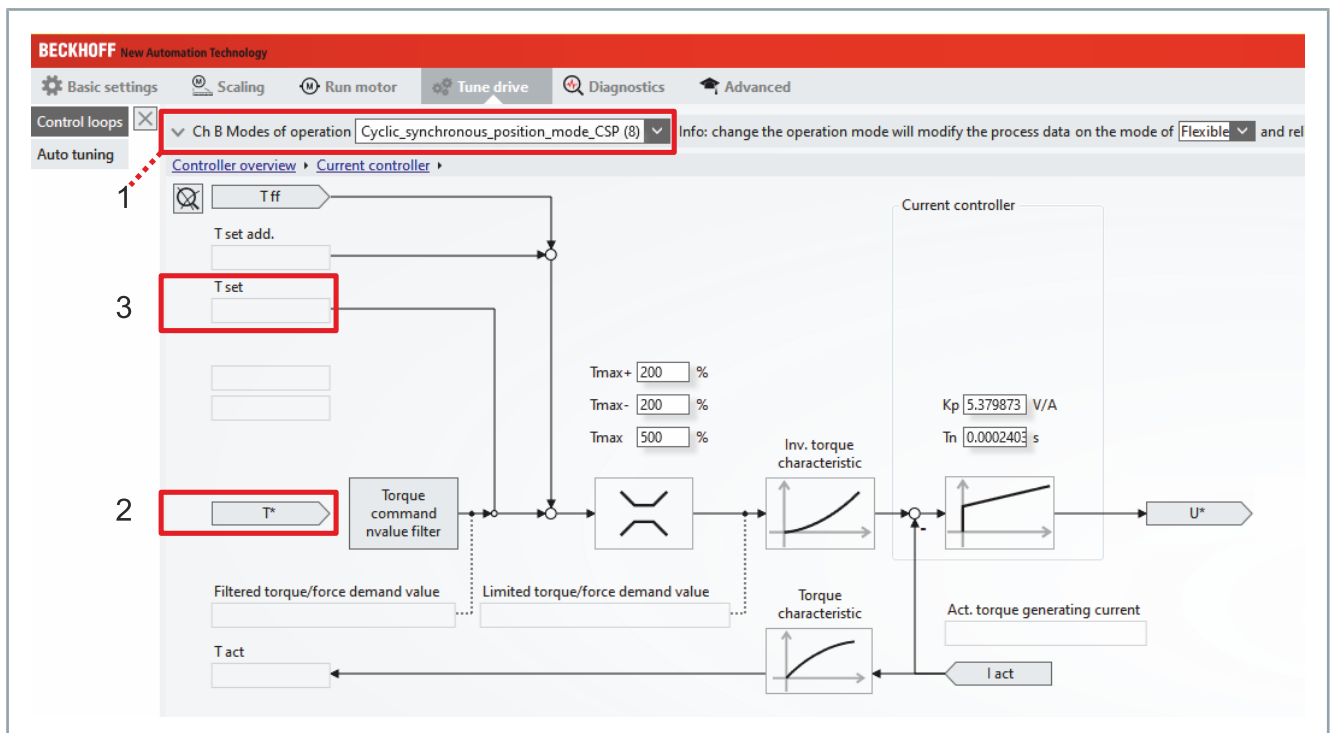 BECKHOFF New Automation Technology
Basic settings Scaling Run motor Tune drive Diagnostics Advanced
Control loops
Auto tuning
Ch B Modes of operation Cyclic_synchronous_position_mode_CSP (8) Info: change the operation mode will modify the process data on the mode of Flexible and rel
Controller overview Current controller
1
T ff
Current controller
T set add.
3
T set
Tmax+ 200 %
Tmax- 200 %
Tmax 500 %
Kp 5.379873 V/A
Tn 0.0002403 s
Inv. torque
characteristic
2
T*
Torque
command
nvalue filter
-
U*
Filtered torque/force demand value
Limited torque/force demand value
Torque
characteristic
Act. torque generating current
T act
I act